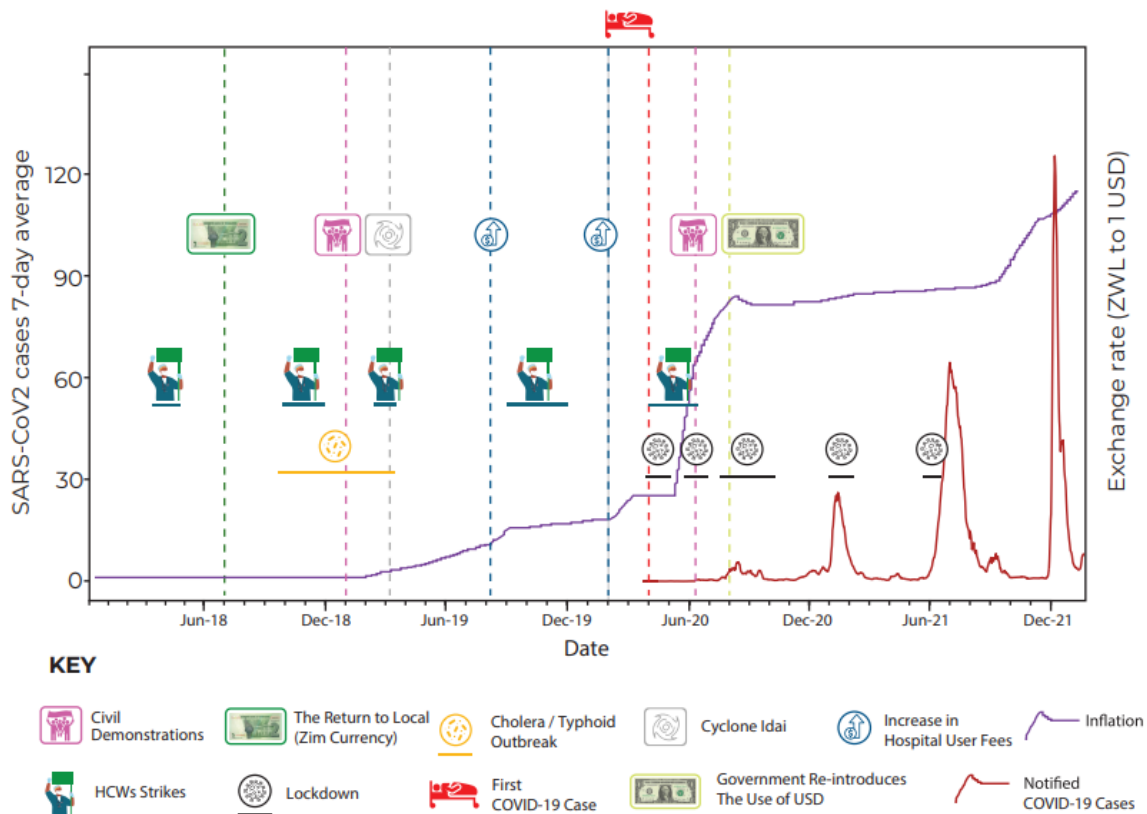 SARS-CoV2 cases 7-day average
120
90
60
30
0
Exchange rate (ZWL to 1 USD)
Jun-18
Dec-18
Jun-19
Dec-19
Jun-20
Dec-20
Jun-21
Dec-21
Date
KEY
Civil
Demonstrations
The Return to Local
(Zim Currency)
Cholera / Typhoid
Outbreak
Cyclone Idai
Increase in
Hospital User Fees
Inflation
HCWs Strikes
Lockdown
First
COVID-19 Case
Government Re-introduces
The Use of USD
Notified
COVID-19 Cases